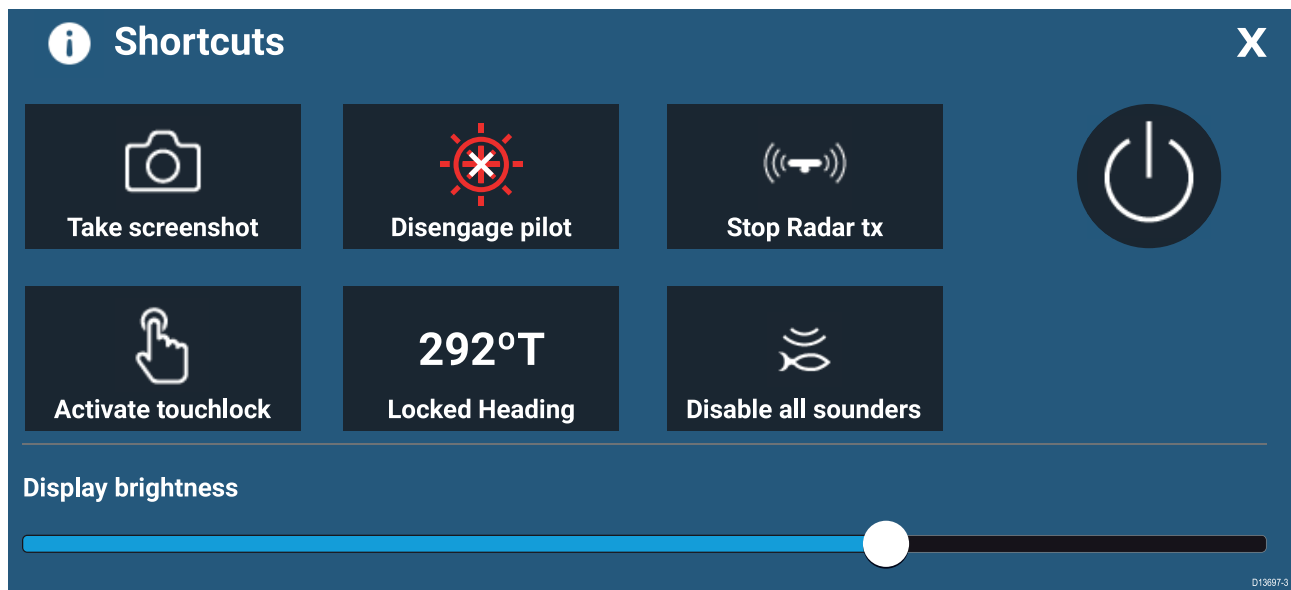 Shortcuts
X
Take screenshot
Disengage pilot
Stop Radar tx
292ºT
Activate touchlock
Locked Heading
Disable all sounders
Display brightness
D13697-3